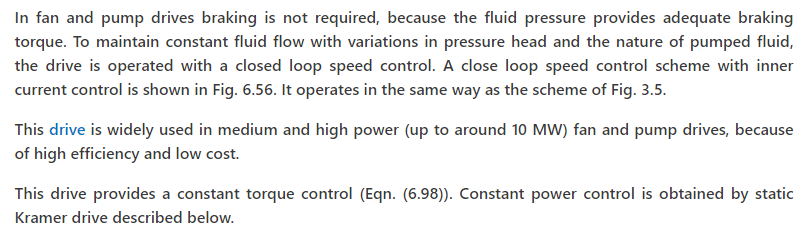 In fan and pump drives braking is not required, because the fluid pressure provides adequate braking
torque. To maintain constant fluid flow with variations in pressure head and the nature of pumped fluid,
the drive is operated with a closed loop speed control. A close loop speed control scheme with inner
current control is shown in Fig. 6.56. It operates in the same way as the scheme of Fig. 3.5.
This drive is widely used in medium and high power (up to around 10 MW) fan and pump drives, because
of high efficiency and low cost.
This drive provides a constant torque control (Eqn. (6.98)). Constant power control is obtained by static
Kramer drive described below.